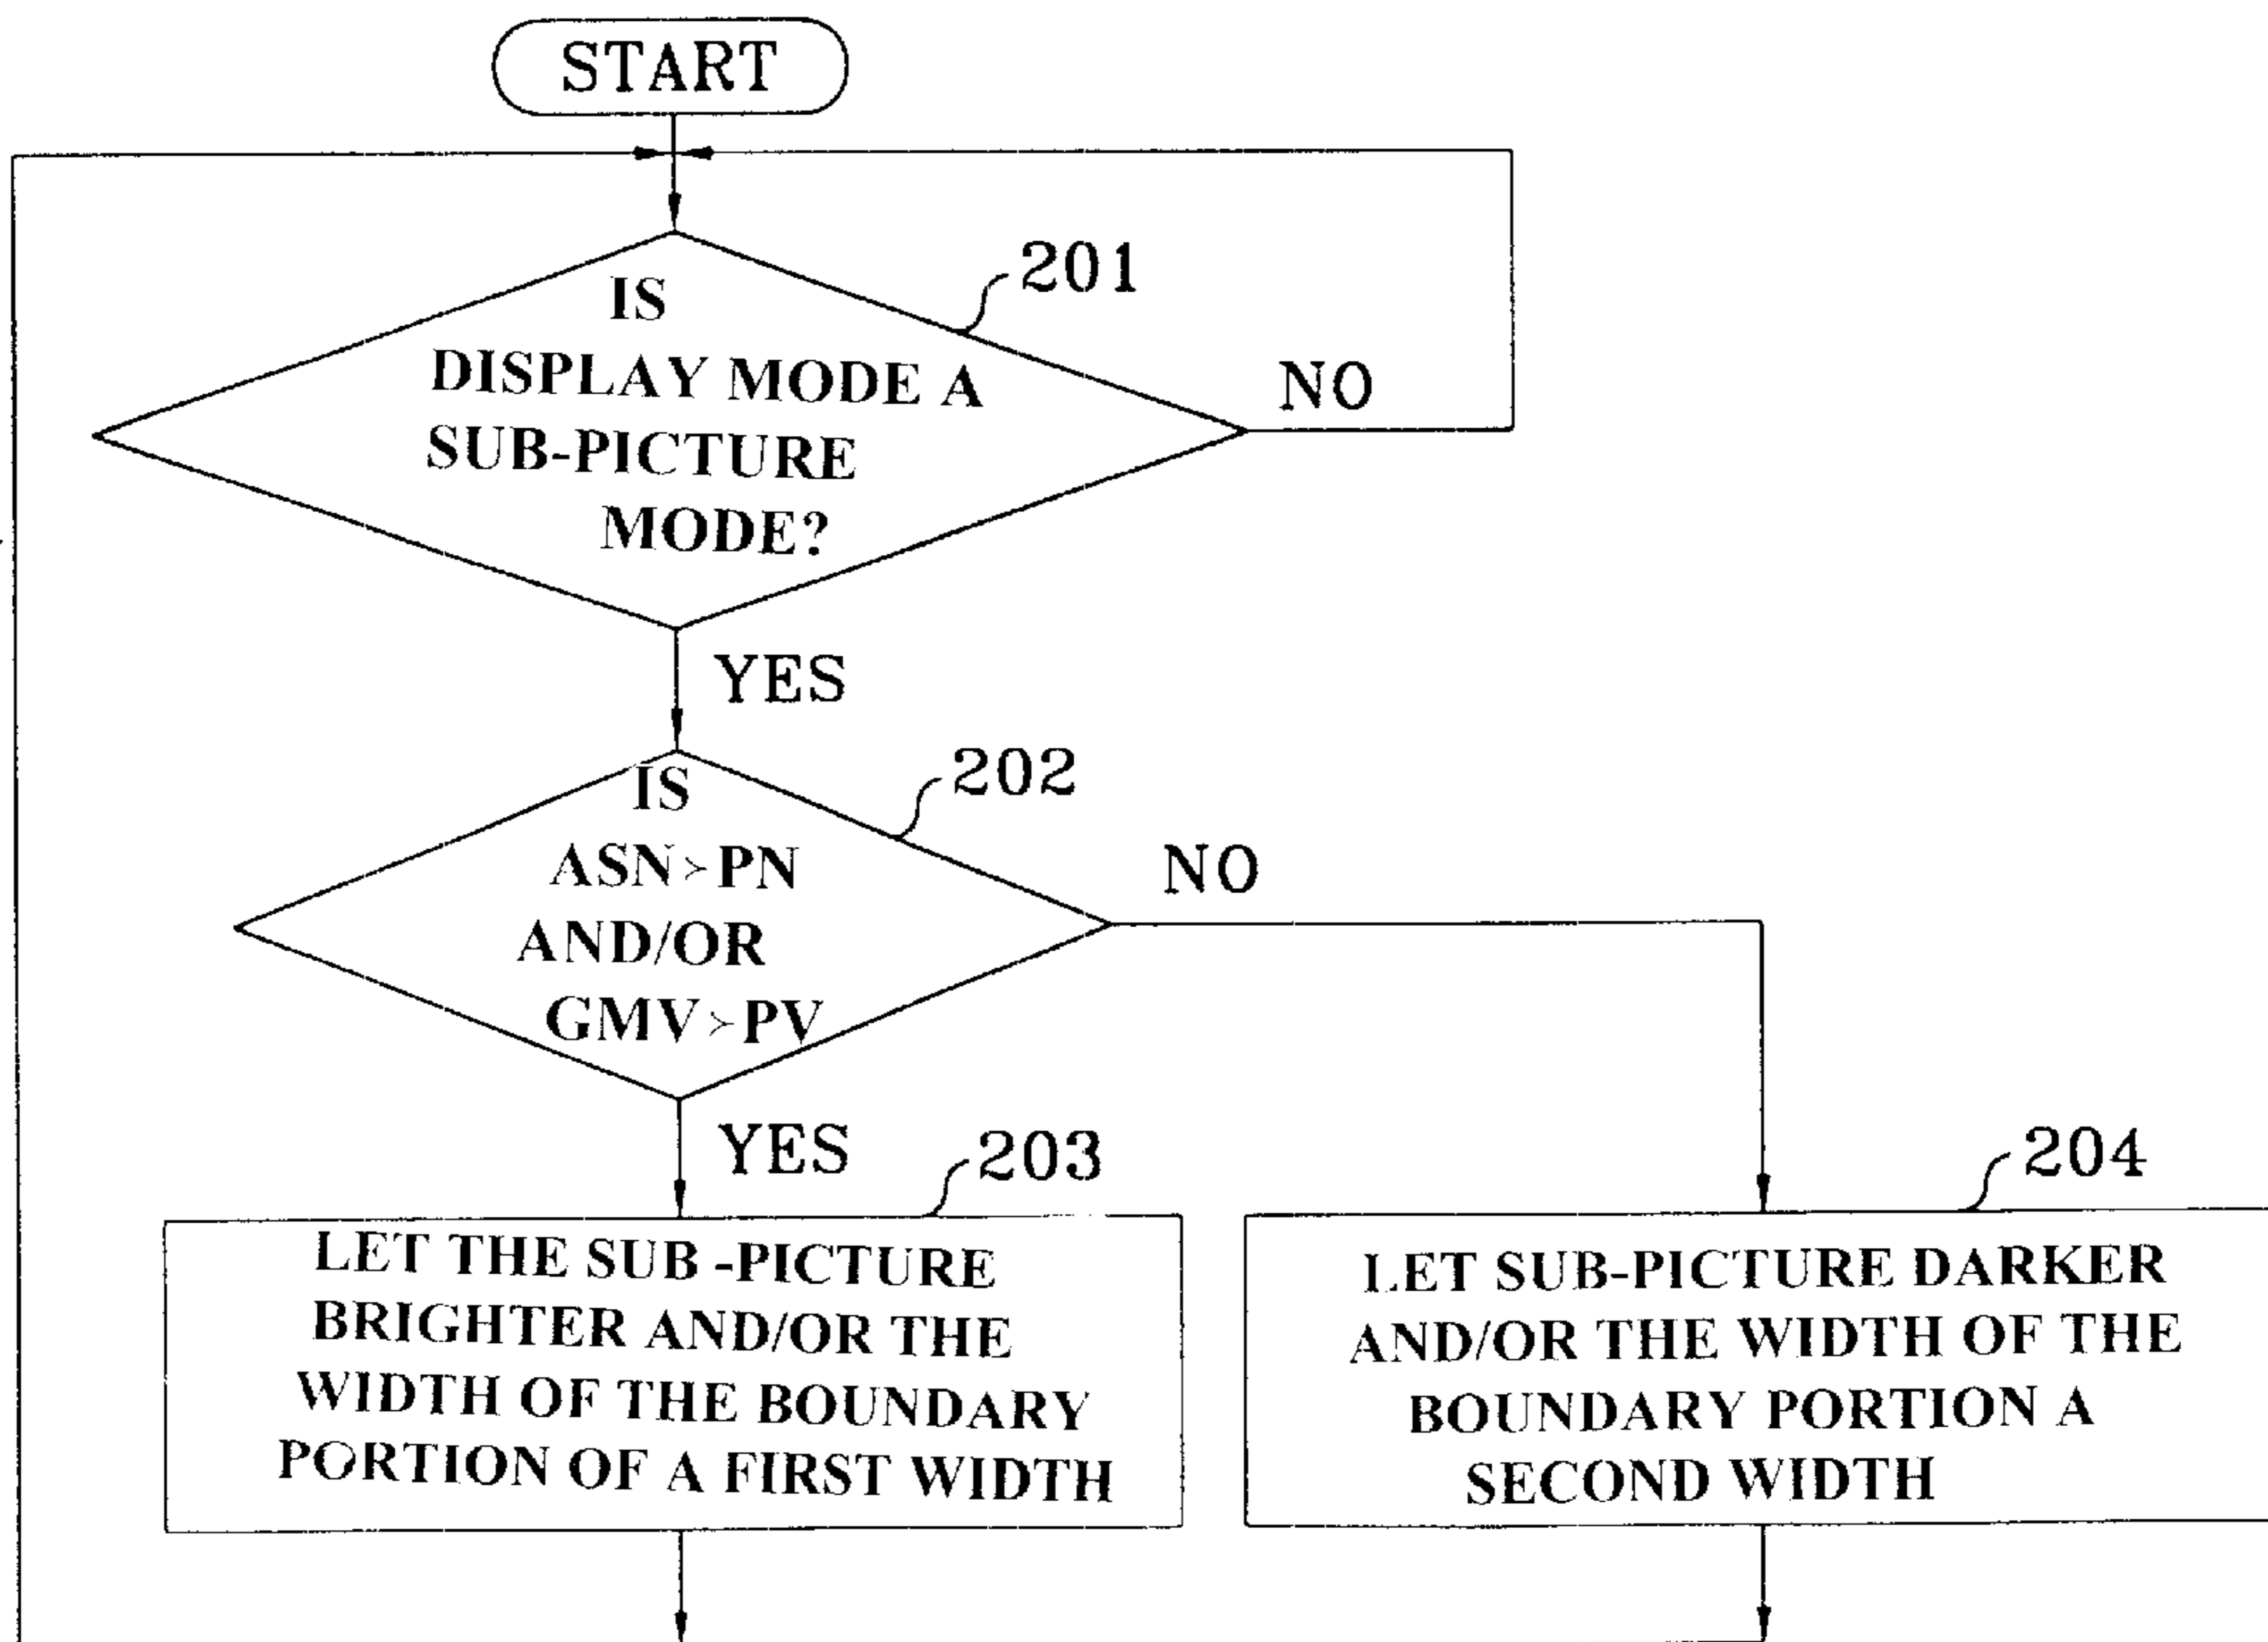 START
201
IS
DISPLAY MODE A
SUB-PICTURE
MODE?
NO
YES
202
IS
ASN>PN
AND/OR
GMV>PV
NO
YES
203
LET THE SUB -PICTURE
BRIGHTER AND/OR THE
WIDTH OF THE BOUNDARY
PORTION OF A FIRST WIDTH
204
LET SUB-PICTURE DARKER
AND/OR THE WIDTH OF THE
BOUNDARY PORTION A
SECOND WIDTH